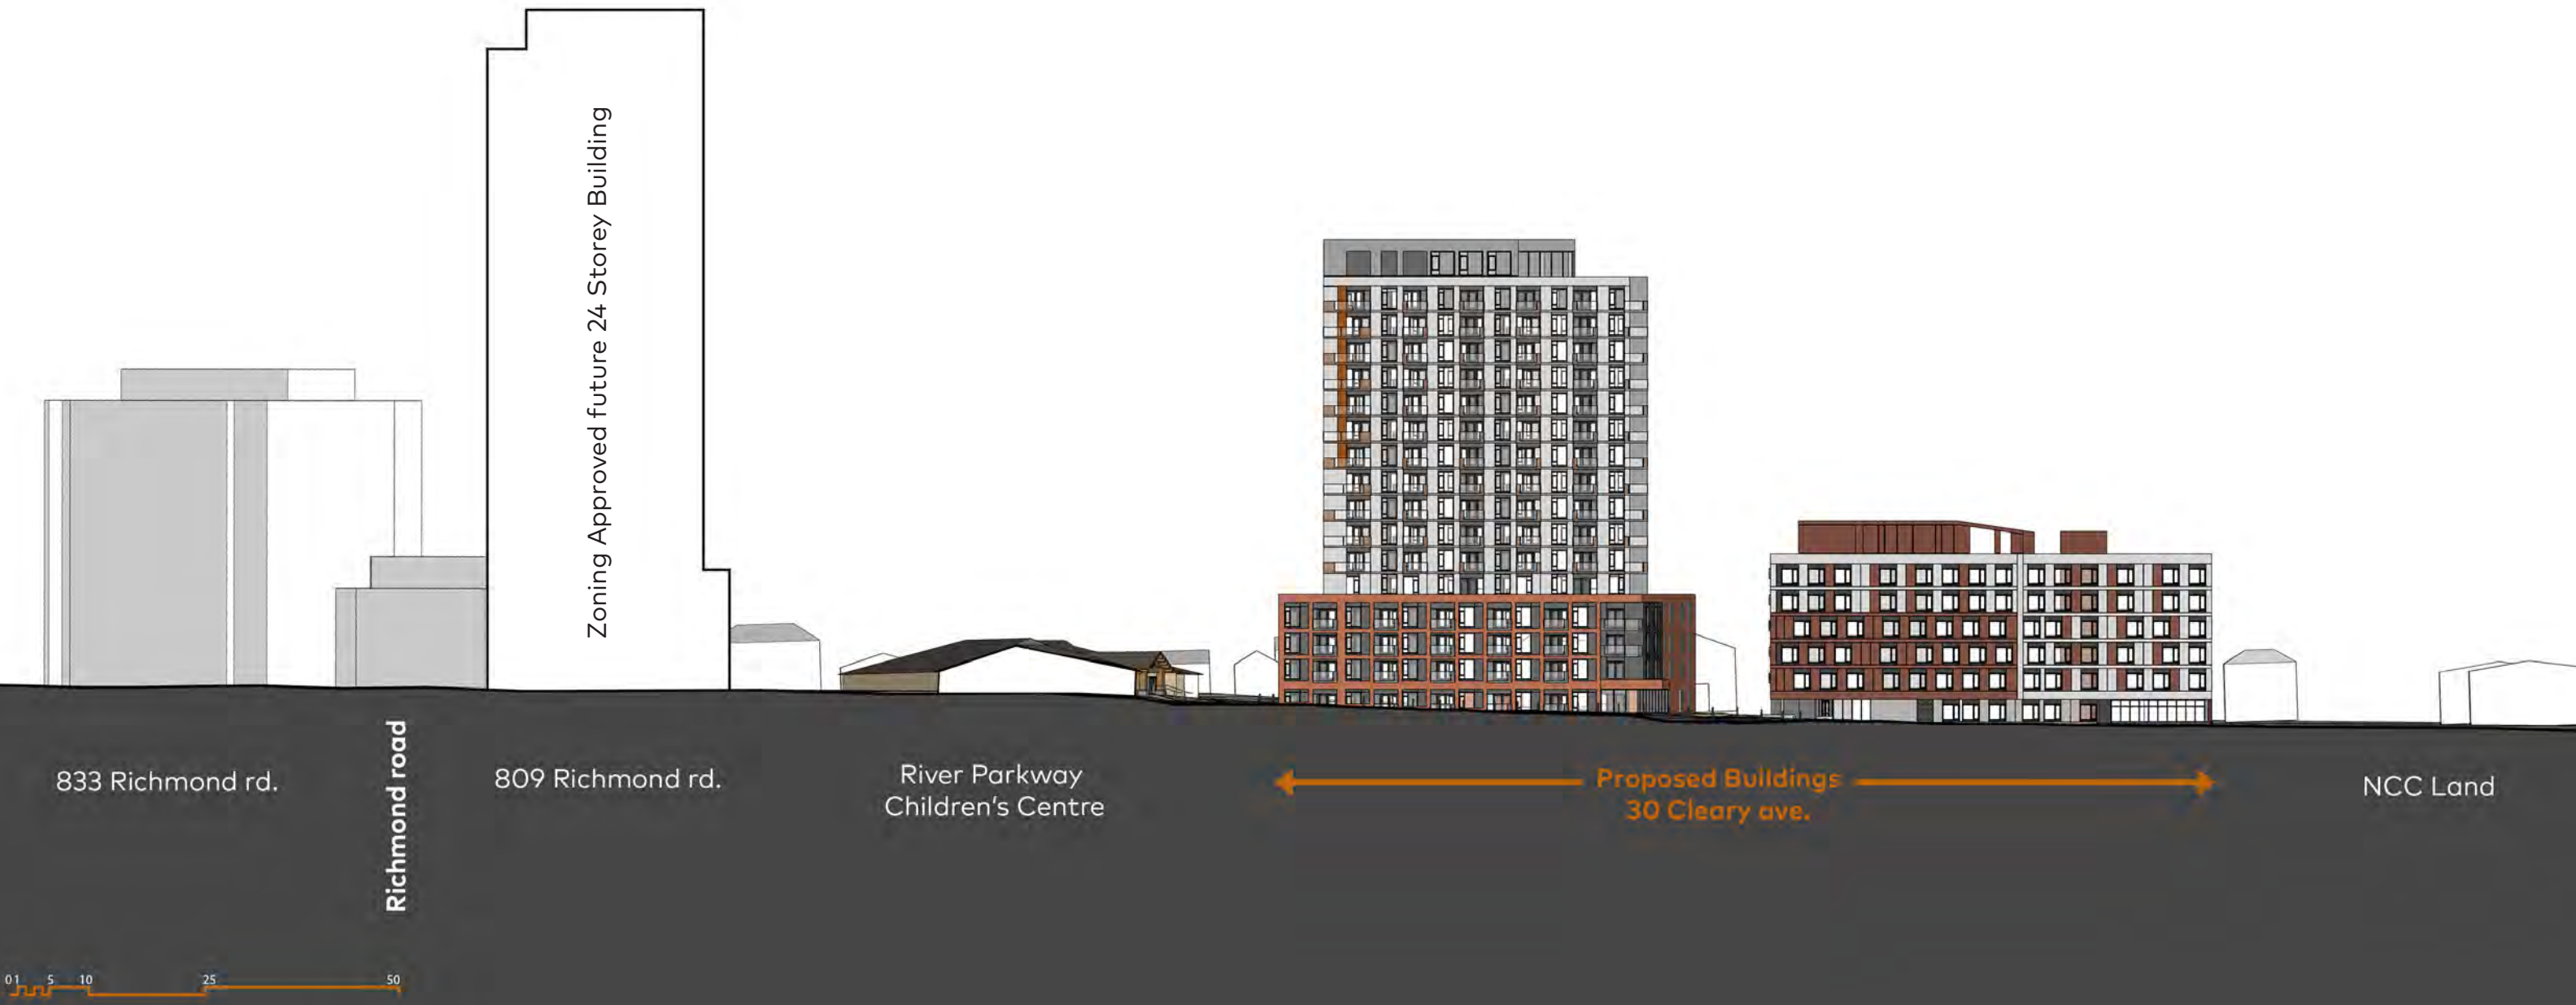 Zoning Approved future 24 Storey Building
833 Richmond rd.
Richmond road
809 Richmond rd.
River Parkway
Children's Centre
Proposed Buildings
30 Cleary ave.
NCC Land
0 1 5 10 25 50